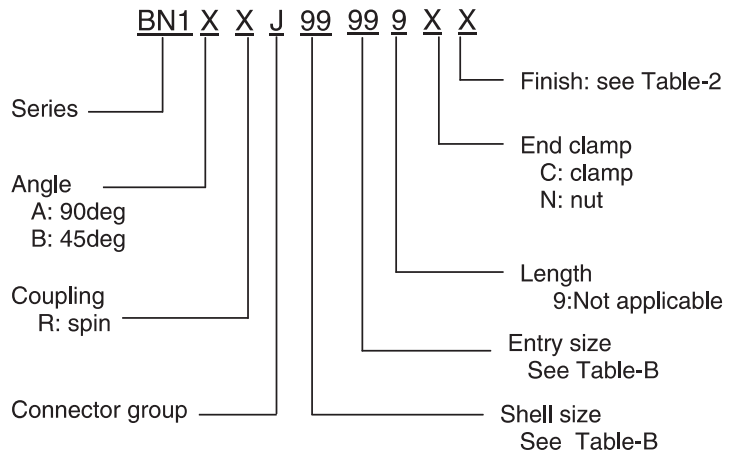 BN1 X X J 99 99 9 X X
Finish: see Table-2
Series
End clamp
C: clamp
N: nut
Angle
A: 90deg
B: 45deg
Length
9:Not applicable
Coupling
R: spin
Entry size
See Table-B
Connector group
Shell size
See Table-B